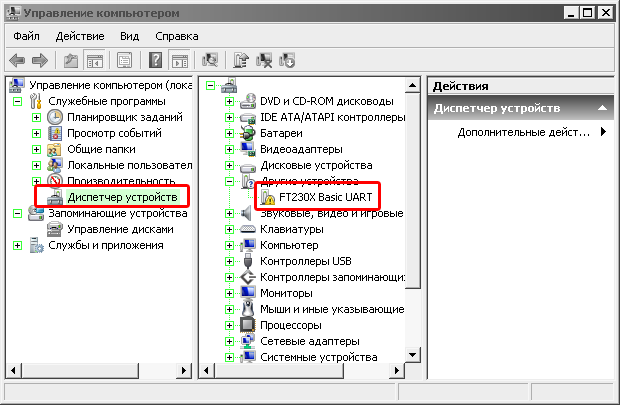 Управление компьютером
Файл Действие Вид Справка
Управление компьютером (лока
Служебные программы
Планировщик заданий
Просмотр событий
Общие папки
Локальные пользовател
Производительность
Диспетчер устройств
Запоминающие устройства
Управление дисками
Службы и приложения
DVD и CD-ROM дисководы
IDE ATA/ATAPI контроллеры
Батареи
Видеоадаптеры
Дисковые устройства
Другие устройства
FT230X Basic UART
Звуковые, видео и игровые
Клавиатуры
Компьютер
Контроллеры USB
Контроллеры запоминающих
Мониторы
Мыши и иные указывающие
Процессоры
Сетевые адаптеры
Системные устройства
Действия
Диспетчер устройств
Дополнительные дейст...